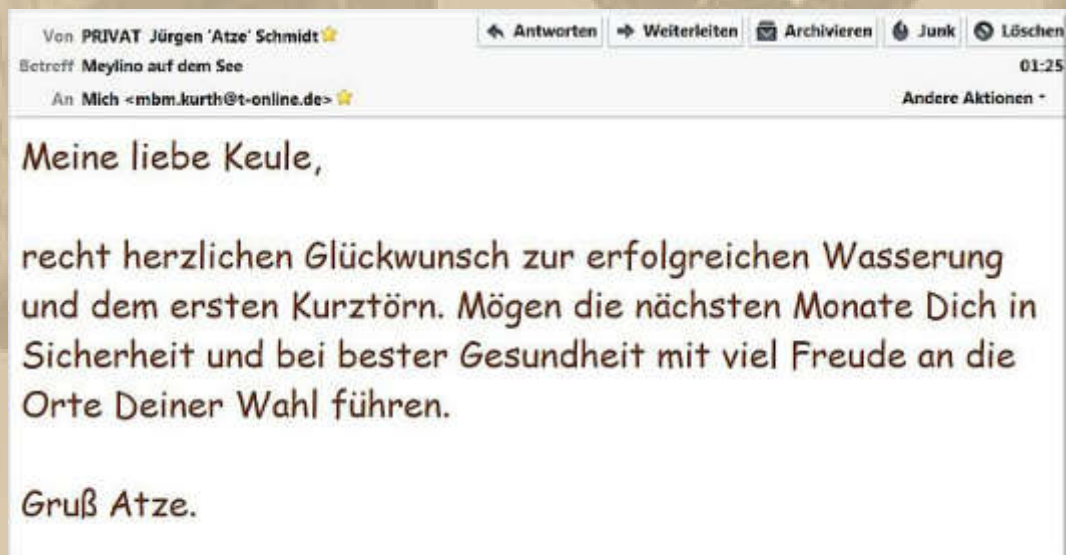 Von PRIVAT Jürgen 'Atze' Schmidt Antworten Weiterleiten Archivieren Junk Löschen
Betreff Meylino auf dem See 01:25
An Mich <mbm.kurth@t-online.de> Andere Aktionen
Meine liebe Keule,
recht herzlichen Glückwunsch zur erfolgreichen Wasserung
und dem ersten Kurztörn. Mögen die nächsten Monate Dich in
Sicherheit und bei bester Gesundheit mit viel Freude an die
Orte Deiner Wahl führen.
Gruß Atze.